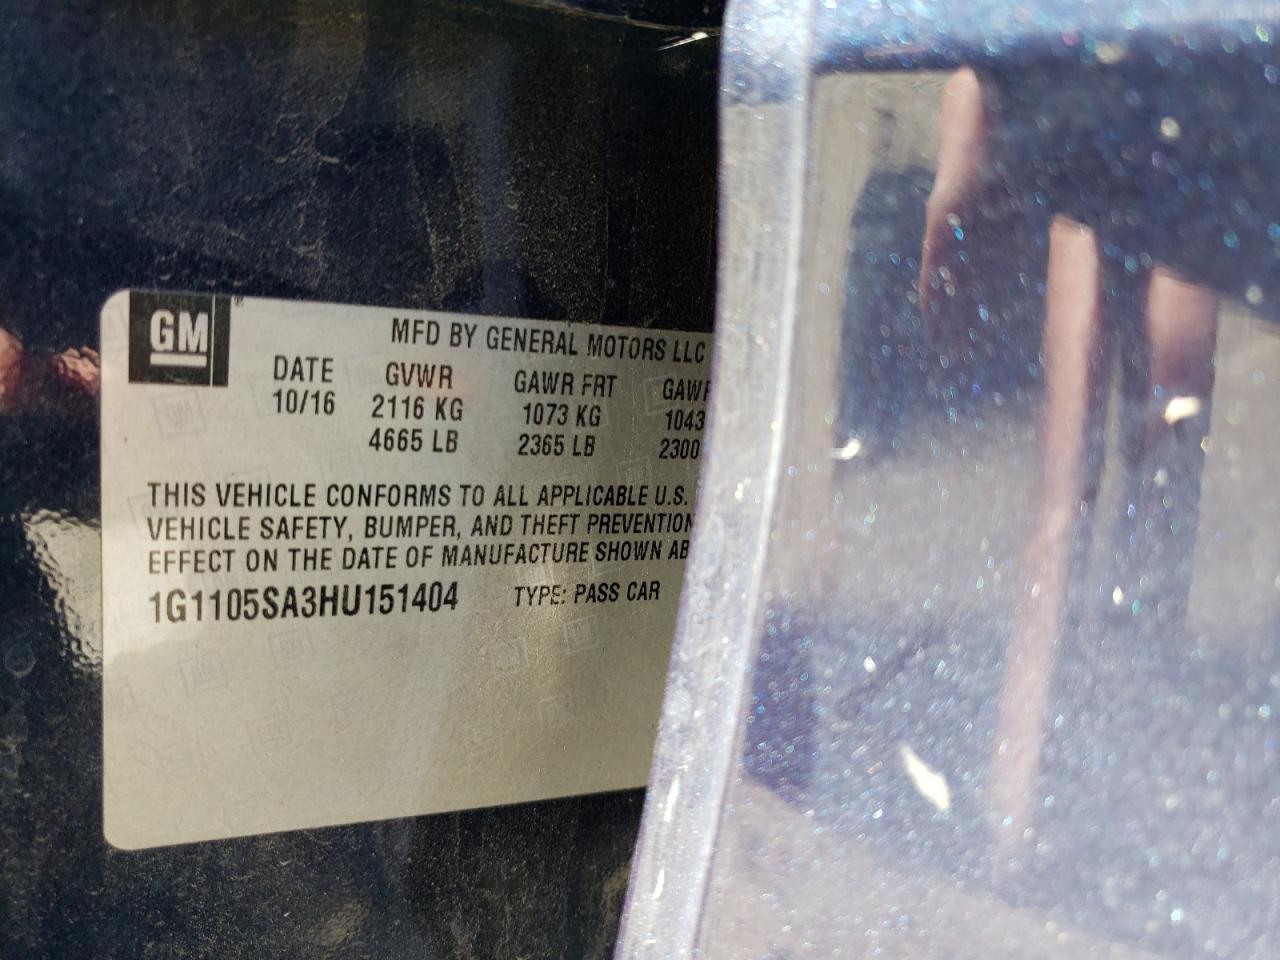 GM ®
MFD BY GENERAL MOTORS LLC
DATE GVWR GAWR FRT
10/16 2116 KG 1073 KG 1043
4665 LB 2365 LB 2300
THIS VEHICLE CONFORMS TO ALL APPLICABLE U.S.
VEHICLE SAFETY, BUMPER, AND THEFT PREVENTION
EFFECT ON THE DATE OF MANUFACTURE SHOWN AB
1G1105SA3HU151404 TYPE: PASS CAR